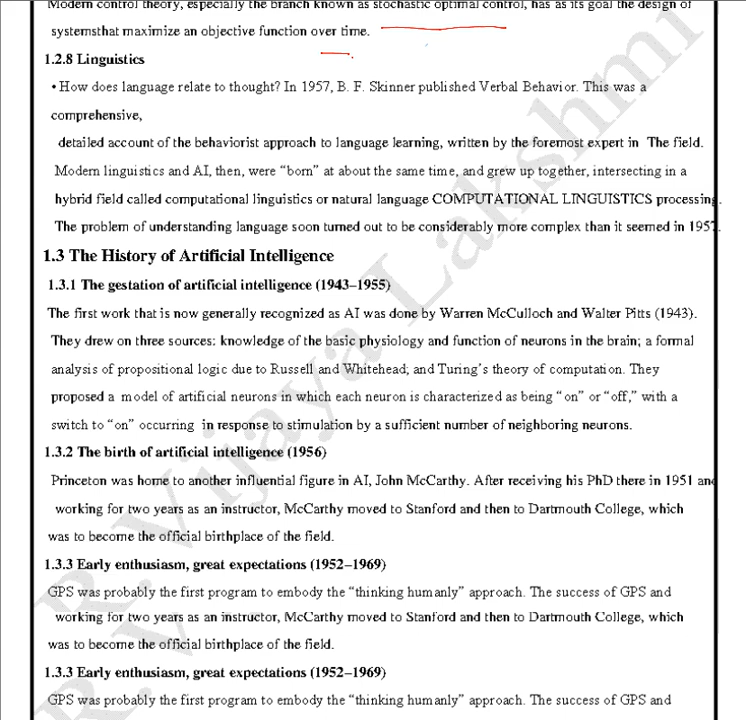 Modern control theory, especially the branch known as stochastic optimal control, has as its goal the design of
systemsthat maximize an objective function over time.
1.2.8 Linguistics
• How does language relate to thought? In 1957, B. F. Skinner published Verbal Behavior. This was a
comprehensive,
detailed account of the behaviorist approach to language learning, written by the foremost expert in The field.
Modern linguistics and AI, then, were “born” at about the same time, and grew up together, intersecting in a
hybrid field called computational linguistics or natural language COMPUTATIONAL LINGUISTICS processing.
The problem of understanding language soon turned out to be considerably more complex than it seemed in 1957.
1.3 The History of Artificial Intelligence
1.3.1 The gestation of artificial intelligence (1943–1955)
The first work that is now generally recognized as AI was done by Warren McCulloch and Walter Pitts (1943).
They drew on three sources: knowledge of the basic physiology and function of neurons in the brain; a formal
analysis of propositional logic due to Russell and Whitehead; and Turing’s theory of computation. They
proposed a model of artificial neurons in which each neuron is characterized as being “on” or “off,” with a
switch to “on” occurring in response to stimulation by a sufficient number of neighboring neurons.
1.3.2 The birth of artificial intelligence (1956)
Princeton was home to another influential figure in AI, John McCarthy. After receiving his PhD there in 1951 and
working for two years as an instructor, McCarthy moved to Stanford and then to Dartmouth College, which
was to become the official birthplace of the field.
1.3.3 Early enthusiasm, great expectations (1952–1969)
GPS was probably the first program to embody the “thinking humanly” approach. The success of GPS and
working for two years as an instructor, McCarthy moved to Stanford and then to Dartmouth College, which
was to become the official birthplace of the field.
1.3.3 Early enthusiasm, great expectations (1952–1969)
GPS was probably the first program to embody the “thinking humanly” approach. The success of GPS and
R. Vijaya Lakshmi